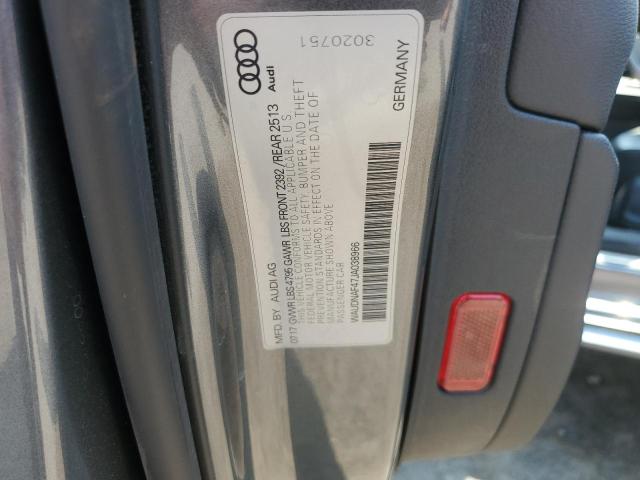 MFD. BY AUDI AG
07 17 GVWR LBS 4795 GAWR LBS FRONT 2392 / REAR 2513
THIS VEHICLE CONFORMS TO ALL APPLICABLE U S
FEDERAL MOTOR VEHICLE SAFETY, BUMPER AND THEFT
PREVENTION STANDARDS IN EFFECT ON THE DATE OF
MANUFACTURE SHOWN ABOVE
PASSENGER CAR
WAUDNAF47JA038966
GERMANY
Audi
3020751